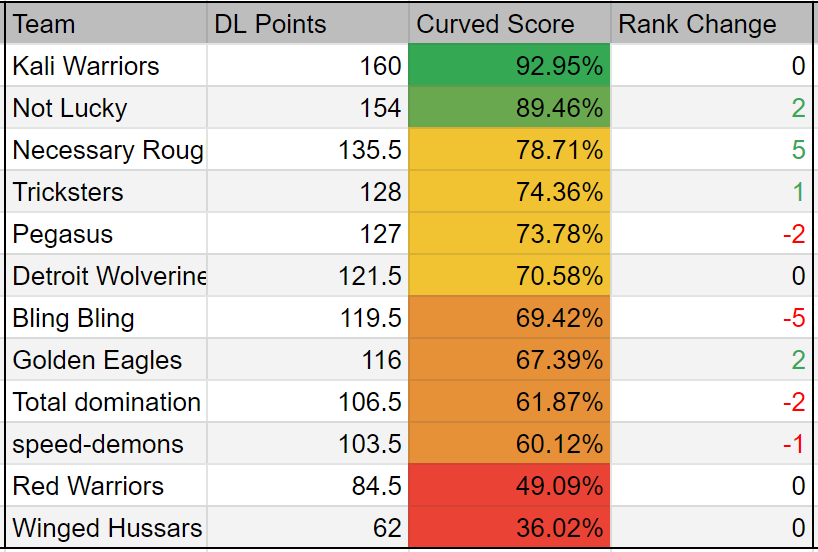 Team DL Points Curved Score Rank Change
Kali Warriors 160 92.95% 0
Not Lucky 154 89.46% 2
Necessary Roug 135.5 78.71% 5
Tricksters 128 74.36% 1
Pegasus 127 73.78% -2
Detroit Wolverine 121.5 70.58% 0
Bling Bling 119.5 69.42% -5
Golden Eagles 116 67.39% 2
Total domination 106.5 61.87% -2
speed-demons 103.5 60.12% -1
Red Warriors 84.5 49.09% 0
Winged Hussars 62 36.02% 0